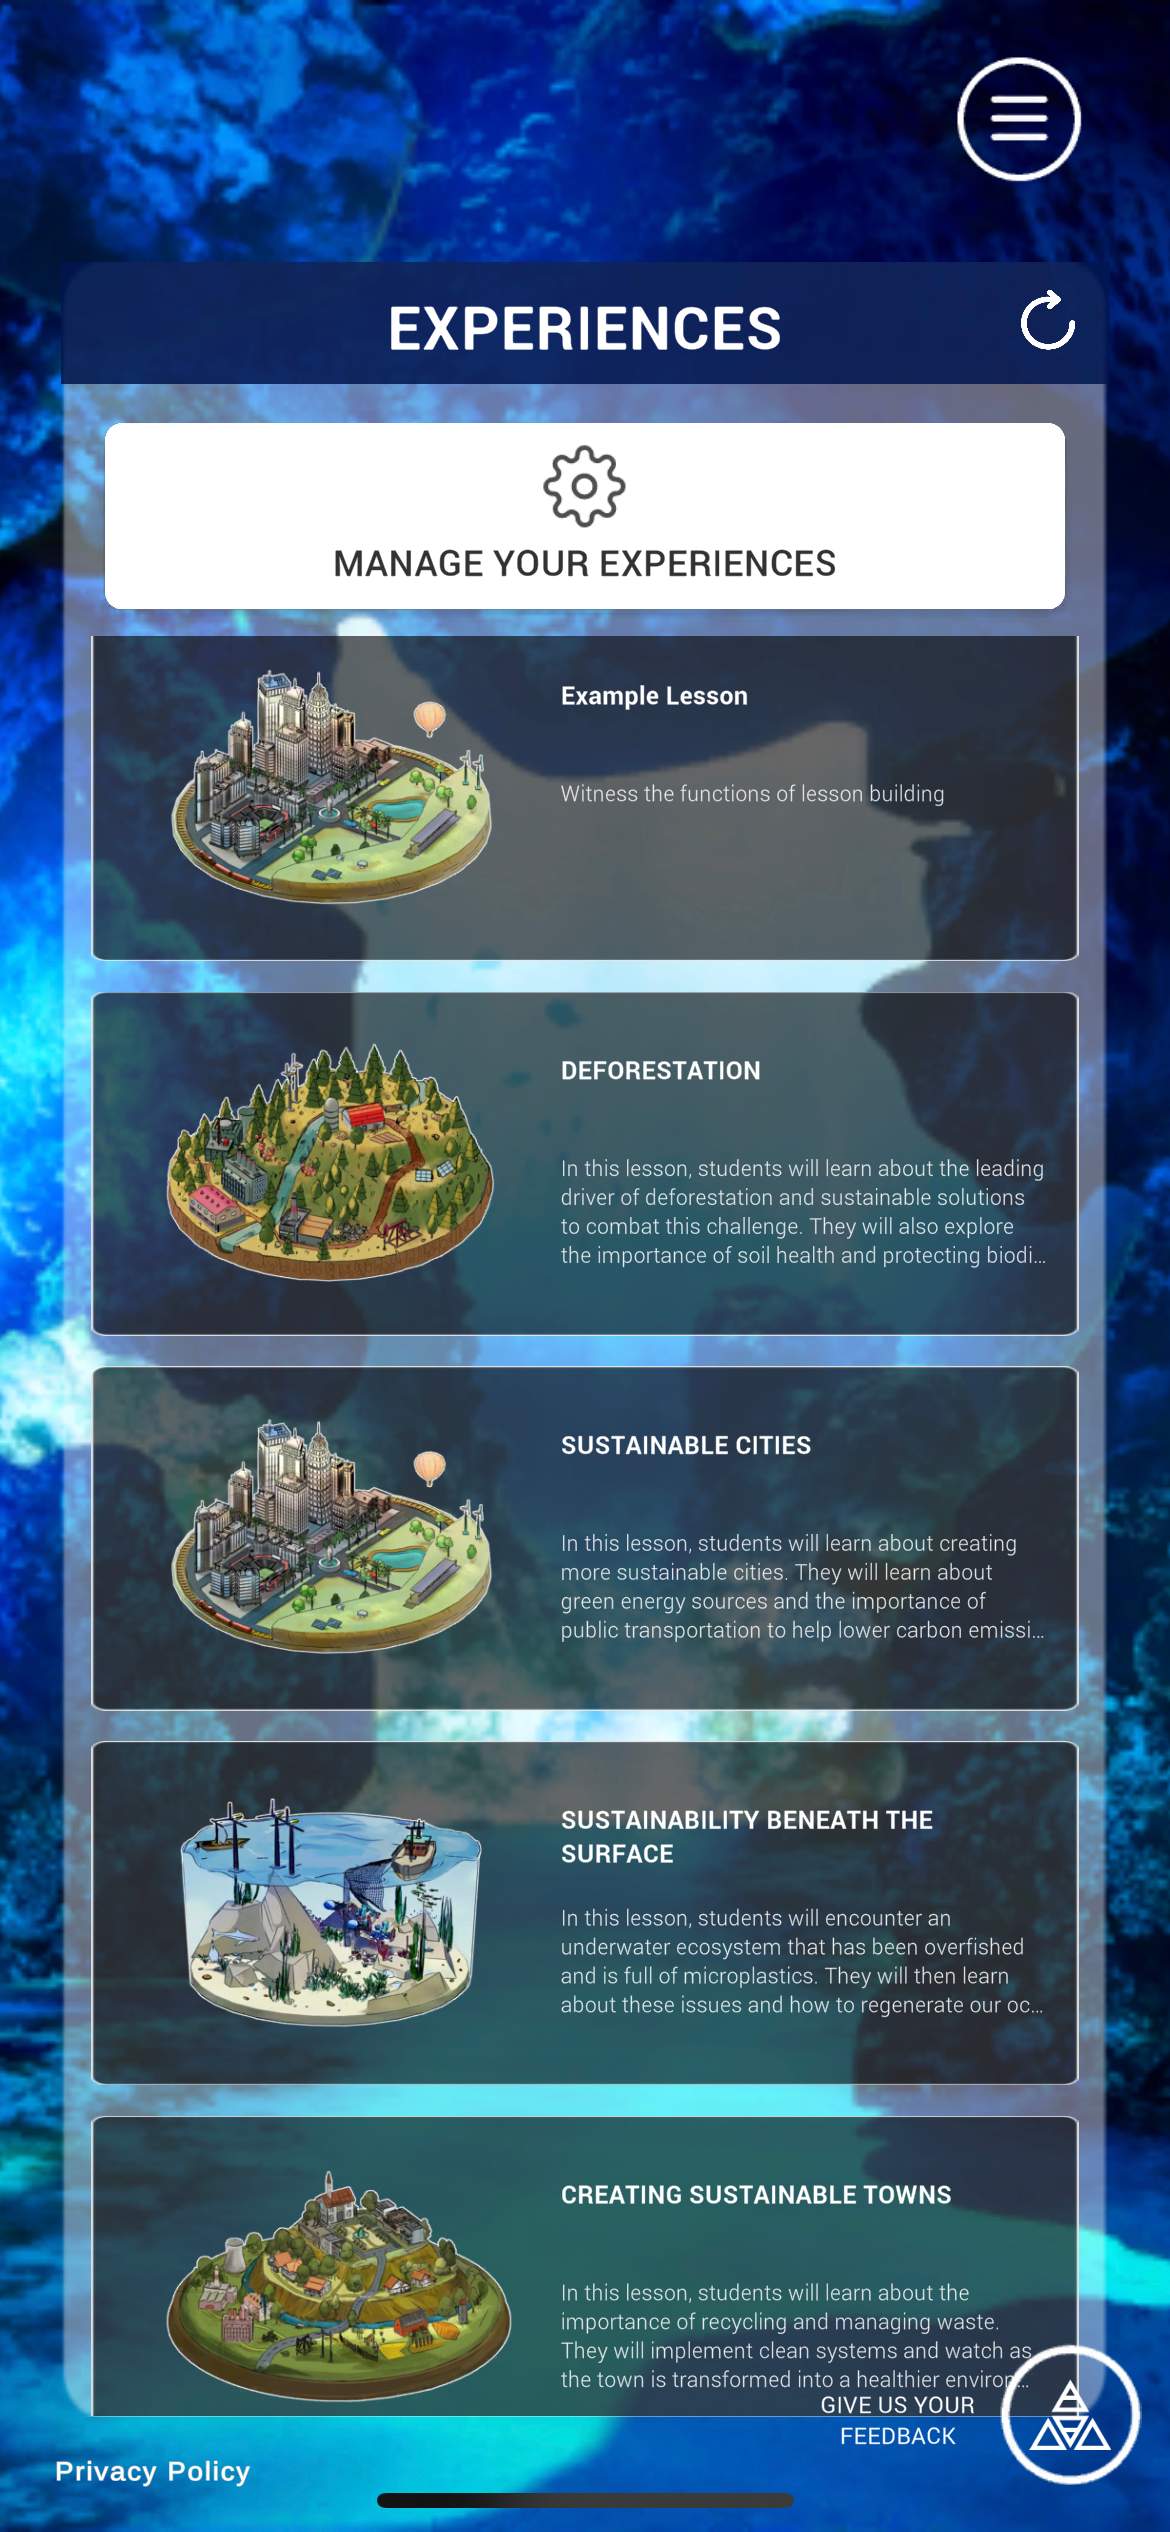 EXPERIENCES
MANAGE YOUR EXPERIENCES
Example Lesson
Witness the functions of lesson building
DEFORESTATION
In this lesson, students will learn about the leading
driver of deforestation and sustainable solutions
to combat this challenge. They will also explore
the importance of soil health and protecting biodi...
SUSTAINABLE CITIES
In this lesson, students will learn about creating
more sustainable cities. They will learn about
green energy sources and the importance of
public transportation to help lower carbon emissi...
SUSTAINABILITY BENEATH THE
SURFACE
In this lesson, students will encounter an
underwater ecosystem that has been overfished
and is full of microplastics. They will then learn
about these issues and how to regenerate our oc...
CREATING SUSTAINABLE TOWNS
In this lesson, students will learn about the
importance of recycling and managing waste.
They will implement clean systems and watch as
the town is transformed into a healthier environ...
GIVE US YOUR
FEEDBACK
Privacy Policy